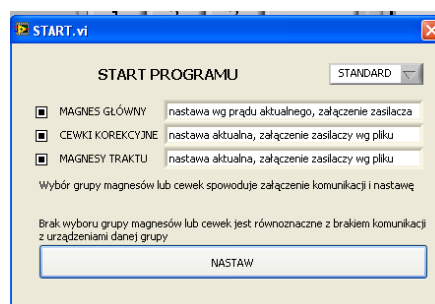 START.vi
START PROGRAMU
STANDARD
MAGNES GŁÓWNY nastawa wg prądu aktualnego, załączenie zasilacza
CEWKI KOREKCYJNE nastawa aktualna, załączenie zasilaczy wg pliku
MAGNESY TRAKTU nastawa aktualna, załączenie zasilaczy wg pliku
Wybór grupy magnesów lub cewek spowoduje załączenie komunikacji i nastawę
Brak wyboru grupy magnesów lub cewek jest równoznaczne z brakiem komunikacji
z urządzeniami danej grupy
NASTAW